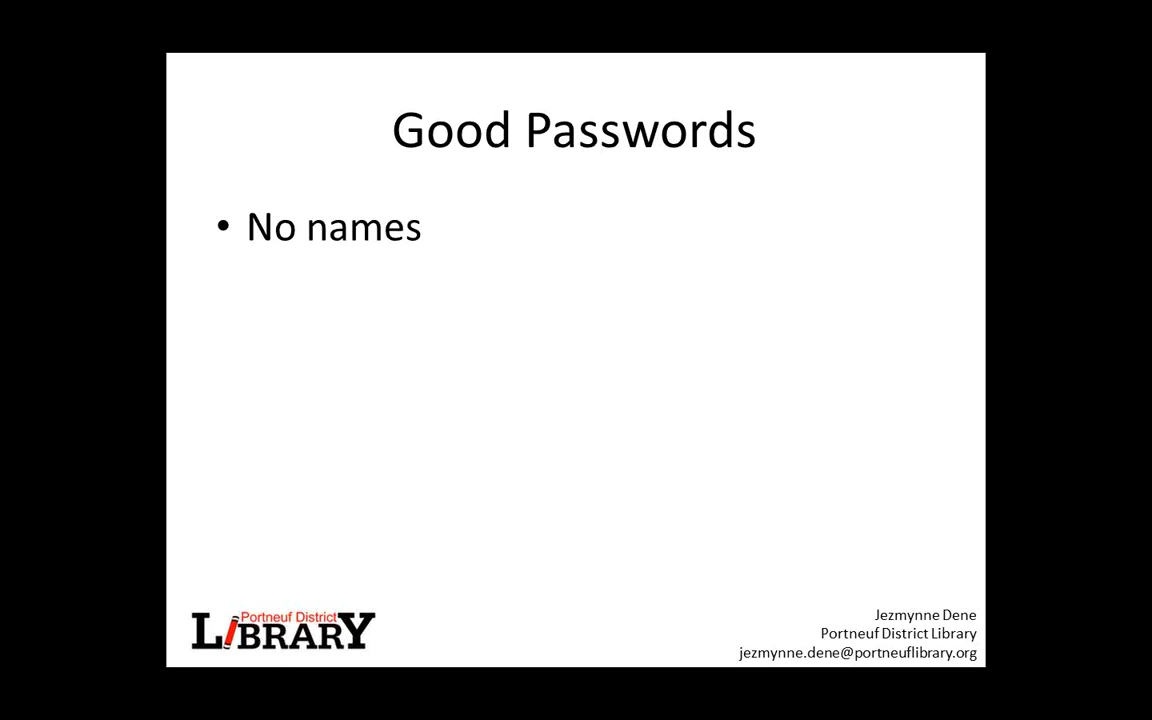 Good Passwords
• No names
Portneuf District
LIBRARY
Jezmynne Dene
Portneuf District Library
jezmynne.dene@portneuflibrary.org